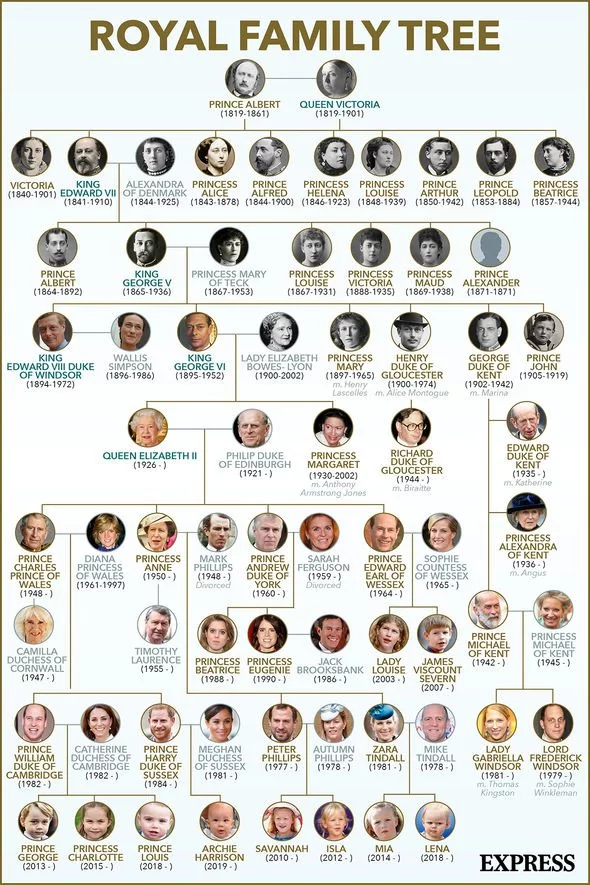 ROYAL FAMILY TREE
PRINCE ALBERT
(1819-1861)
QUEEN VICTORIA
(1819-1901)
VICTORIA
(1840-1901)
KING
EDWARD VII
(1841-1910)
ALEXANDRA
OF DENMARK
(1844-1925)
PRINCESS
ALICE
(1843-1878)
PRINCE
ALFRED
(1844-1900)
PRINCESS
HELENA
(1846-1923)
PRINCESS
LOUISE
(1848-1939)
PRINCE
ARTHUR
(1850-1942)
PRINCE
LEOPOLD
(1853-1884)
PRINCESS
BEATRICE
(1857-1944)
PRINCE
ALBERT
(1864-1892)
KING
GEORGE V
(1865-1936)
PRINCESS MARY
OF TECK
(1867-1953)
PRINCESS
LOUISE
(1867-1931)
PRINCESS
VICTORIA
(1888-1935)
PRINCESS
MAUD
(1869-1938)
PRINCE
ALEXANDER
(1871-1871)
KING
EDWARD VIII DUKE
OF WINDSOR
(1894-1972)
WALLIS
SIMPSON
(1896-1986)
KING
GEORGE VI
(1895-1952)
LADY ELIZABETH
BOWES- LYON
(1900-2002)
PRINCESS
MARY
(1897-1965)
m. Henry
Lascelles
HENRY
DUKE OF
GLOUCESTER
(1900-1974)
m. Alice Montogue
GEORGE
DUKE OF
KENT
(1902-1942)
m. Marina
PRINCE
JOHN
(1905-1919)
QUEEN ELIZABETH II
(1926 - )
PHILIP DUKE
OF EDINBURGH
(1921 - )
PRINCESS
MARGARET
(1930-2002)
m. Anthony
Armstrong Jones
RICHARD
DUKE OF
GLOUCESTER
(1944 - )
m. Biraitte
EDWARD
DUKE OF
KENT
(1935 - )
m. Katherine
PRINCESS
ALEXANDRA
OF KENT
(1936 - )
m. Angus
PRINCE
CHARLES
PRINCE OF
WALES
(1948 - )
DIANA
PRINCESS
OF WALES
(1961-1997)
PRINCESS
ANNE
(1950 - )
MARK
PHILLIPS
(1948 - )
Divorced
PRINCE
ANDREW
DUKE OF
YORK
(1960 - )
SARAH
FERGUSON
(1959 - )
Divorced
PRINCE
EDWARD
EARL OF
WESSEX
(1964 - )
SOPHIE
COUNTESS
OF WESSEX
(1965 - )
CAMILLA
DUCHESS OF
CORNWALL
(1947 - )
TIMOTHY
LAURENCE
(1955 - )
PRINCESS
BEATRICE
(1988 - )
PRINCESS
EUGENIE
(1990 - )
JACK
BROOKSBANK
(1986 - )
LADY
LOUISE
(2003 - )
JAMES
VISCOUNT
SEVERN
(2007 - )
PRINCE
MICHAEL
OF KENT
(1942 - )
PRINCESS
MICHAEL
OF KENT
(1945 - )
PRINCE
WILLIAM
DUKE OF
CAMBRIDGE
(1982 - )
CATHERINE
DUCHESS OF
CAMBRIDGE
(1982 - )
PRINCE
HARRY
DUKE OF
SUSSEX
(1984 - )
MEGHAN
DUCHESS
OF SUSSEX
(1981 - )
PETER
PHILLIPS
(1977 - )
AUTUMN
PHILLIPS
(1978 - )
ZARA
TINDALL
(1981 - )
MIKE
TINDALL
(1978 - )
LADY
GABRIELLA
WINDSOR
(1981 - )
m. Thomas
Kingston
LORD
FREDERICK
WINDSOR
(1979 - )
m. Sophie
Winkleman
PRINCE
GEORGE
(2013 - )
PRINCESS
CHARLOTTE
(2015 - )
PRINCE
LOUIS
(2018 - )
ARCHIE
HARRISON
(2019 - )
SAVANNAH
(2010 - )
ISLA
(2012 - )
MIA
(2014 - )
LENA
(2018 - )
EXPRESS